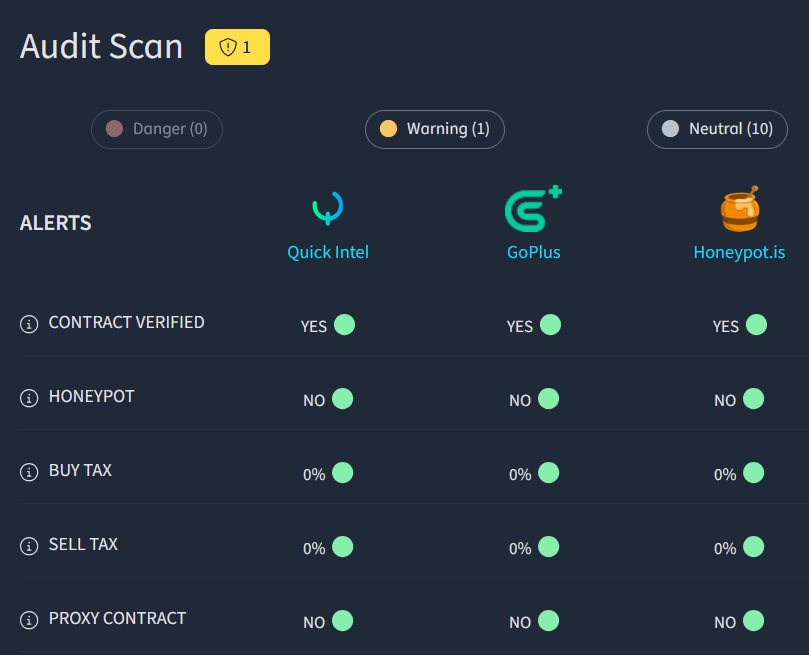 Audit Scan 1
Danger (0) Warning (1) Neutral (10)
ALERTS Quick Intel GoPlus Honeypot.is
CONTRACT VERIFIED YES YES YES
HONEYPOT NO NO NO
BUY TAX 0% 0% 0%
SELL TAX 0% 0% 0%
PROXY CONTRACT NO NO NO